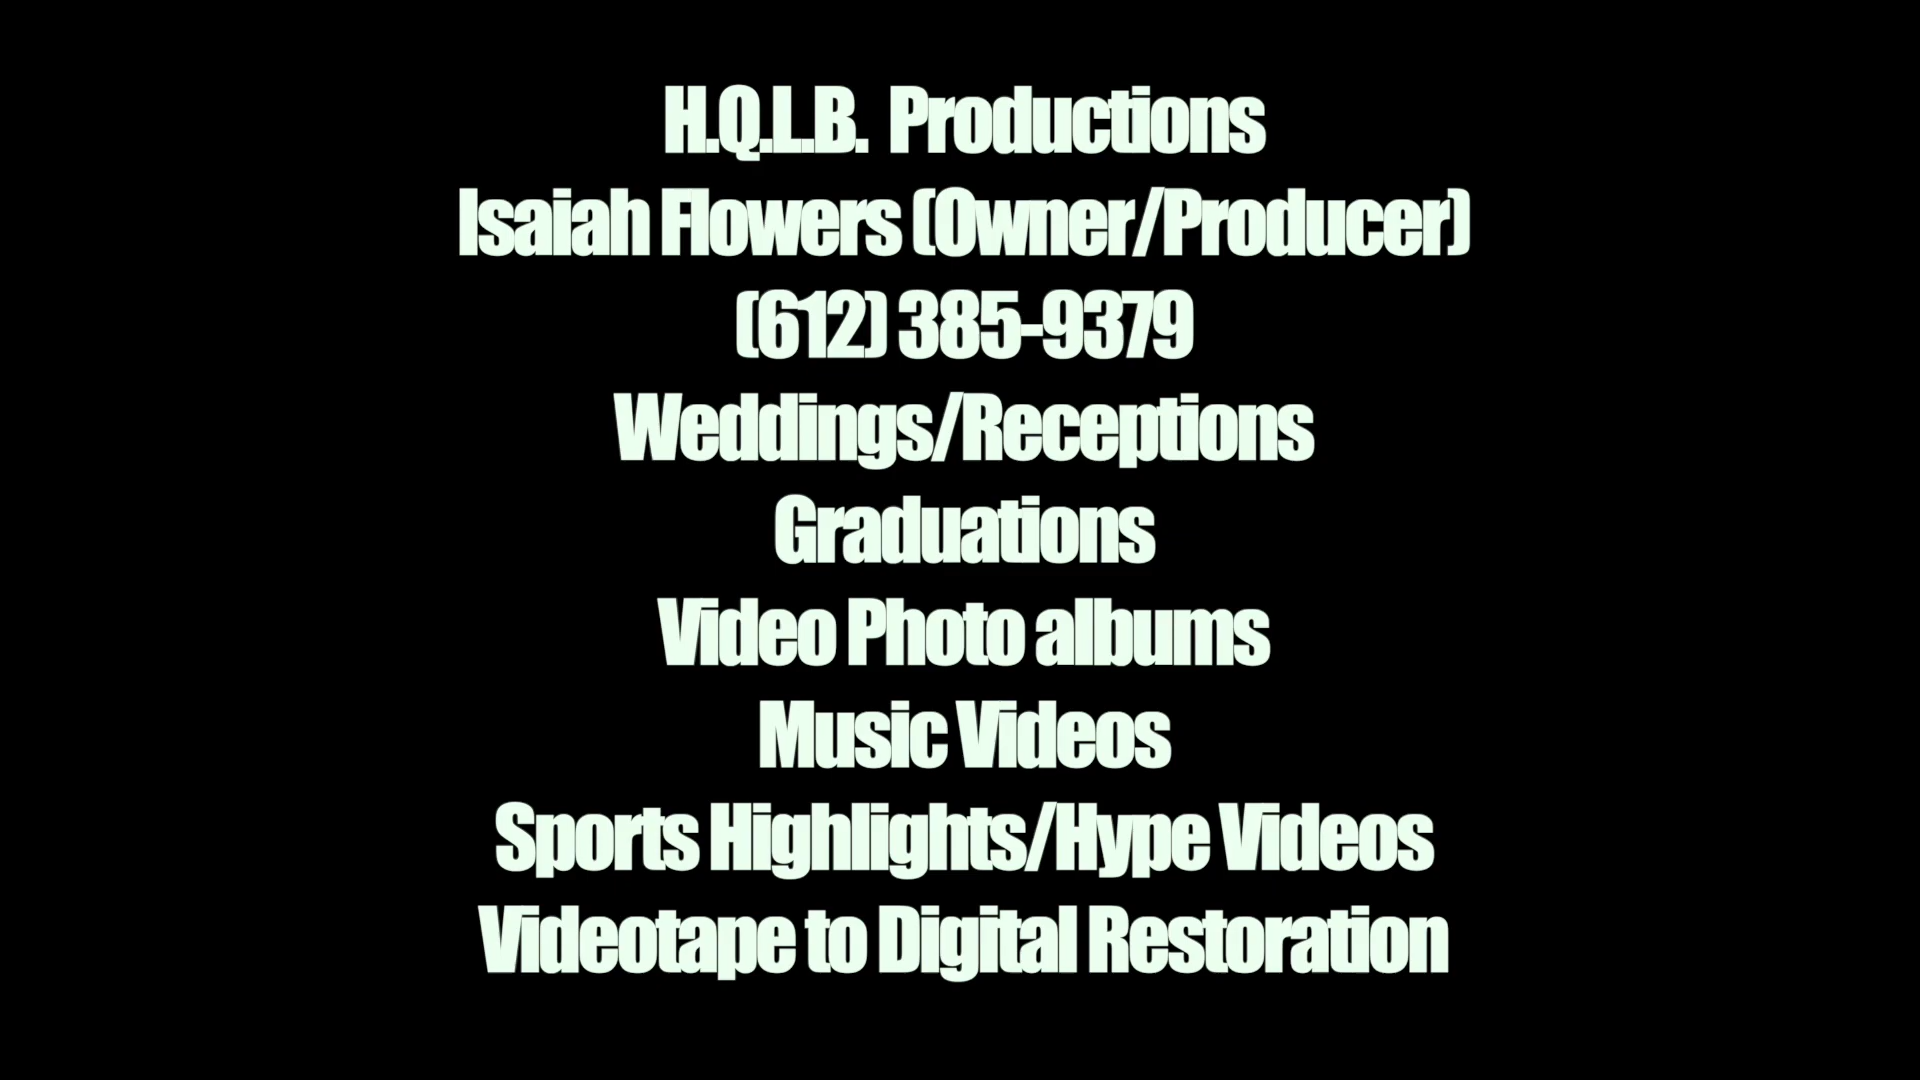 H.Q.L.B. Productions
Isaiah Flowers (Owner/Producer)
(612) 385-9379
Weddings/Receptions
Graduations
Video Photo albums
Music Videos
Sports Highlights/Hype Videos
Videotape to Digital Restoration